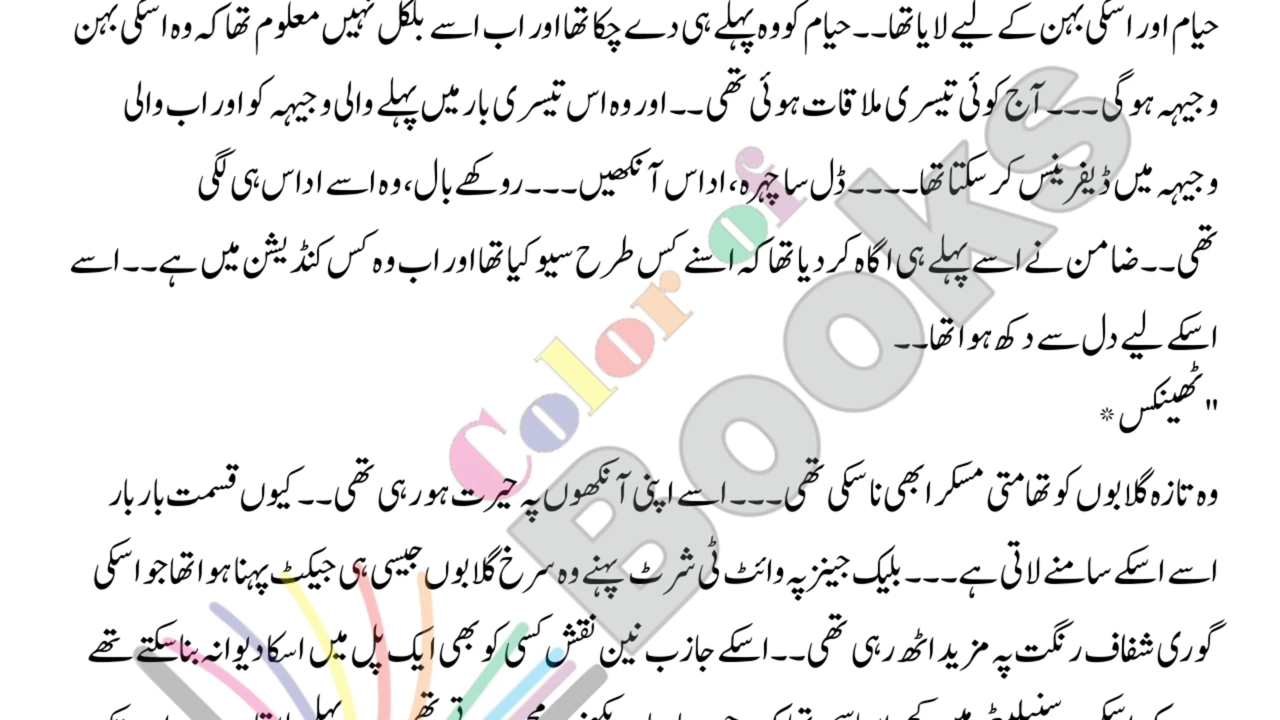 حیام اور اسکی بہن کے لیے لایا تھا۔۔حیام کو وہ پہلے ہی دے چکا تھا اور اب اسے بلکل نہیں معلوم تھا کہ وہ اسکی بہن
وجیہہ ہو گی۔۔۔۔آج کوئی تیسری ملاقات ہوئی تھی۔۔اور وہ اس تیسری بار میں پہلے والی وجیہہ کو اور اب والی
وجیہہ میں ڈیفرینس کر سکتا تھا۔۔۔۔ڈل سا چہرہ،اداس آنکھیں۔۔۔روکھے بال،وہ اسے اداس ہی لگی
تھی۔۔ضامن نے اسے پہلے ہی اگاہ کر دیا تھا کہ اسنے کس طرح سیو کیا تھا اور اب وہ کس کنڈیشن میں ہے۔۔اسے
اسکے لیے دل سے دکھ ہوا تھا۔۔
"ٹھینکس*
وہ تازہ گلابوں کو تھامتی مسکرا بھی نا سکی تھی۔۔۔اسے اپنی آنکھوں پہ حیرت ہو رہی تھی۔۔کیوں قسمت بار بار
اسے اسکے سامنے لاتی ہے۔۔۔بلیک جینز پہ وائٹ ٹی شرٹ پہنے وہ سرخ گلابوں جیسی ہی جیکٹ پہنا ہوا تھا جو اسکی
گوری شفاف رنگت پہ مزید اٹھ رہی تھی۔۔اسکے جازب نین نقش کسی کو بھی ایک پل میں اسکا دیوانہ بنا سکتے تھے
Color of Books